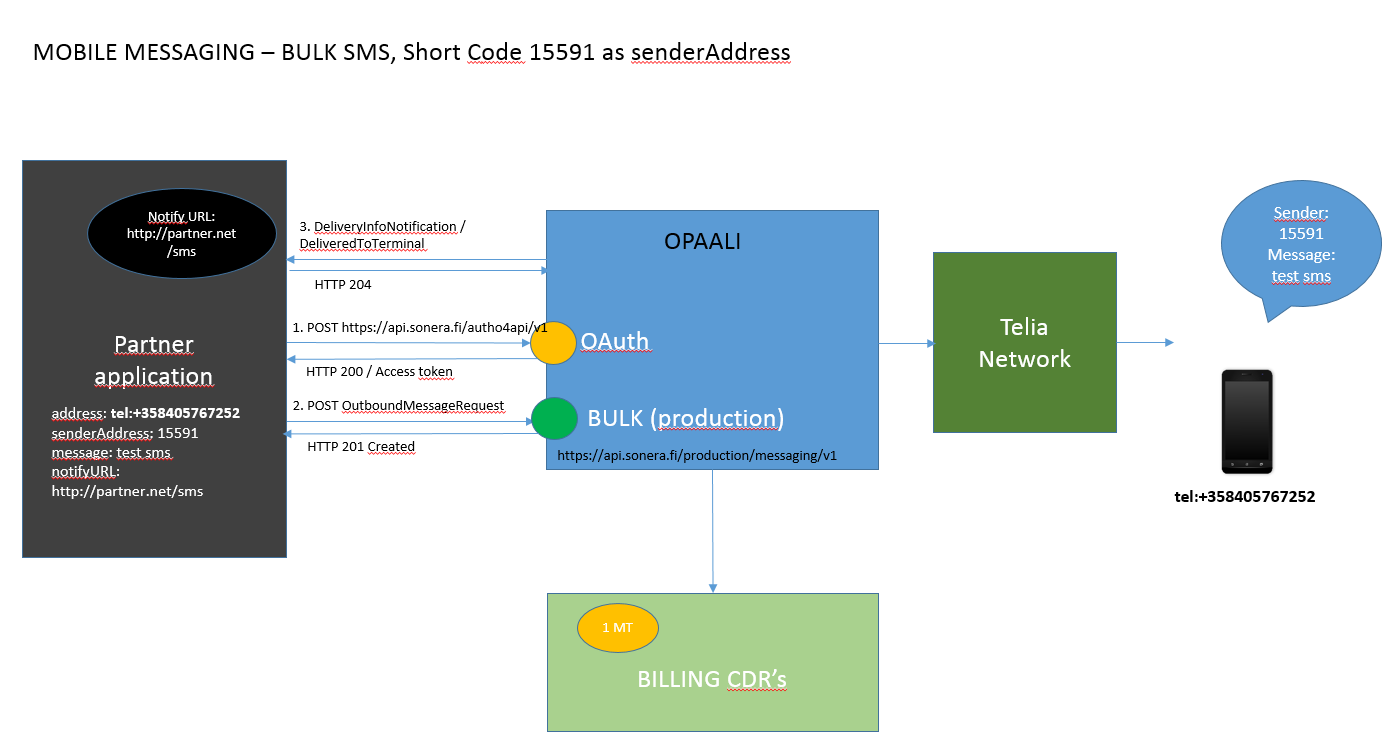 MOBILE MESSAGING – BULK SMS, Short Code 15591 as senderAddress
Notify URL:
http://partner.net
/sms
Partner
application
address: tel:+358405767252
senderAddress: 15591
message: test sms
notifyURL:
http://partner.net/sms
3. DeliveryInfoNotification /
DeliveredToTerminal
HTTP 204
1. POST https://api.sonera.fi/autho4api/v1
HTTP 200 / Access token
2. POST OutboundMessageRequest
HTTP 201 Created
OPAALI
OAuth
BULK (production)
https://api.sonera.fi/production/messaging/v1
Telia
Network
Sender:
15591
Message:
test sms
tel:+358405767252
1 MT
BILLING CDR’s